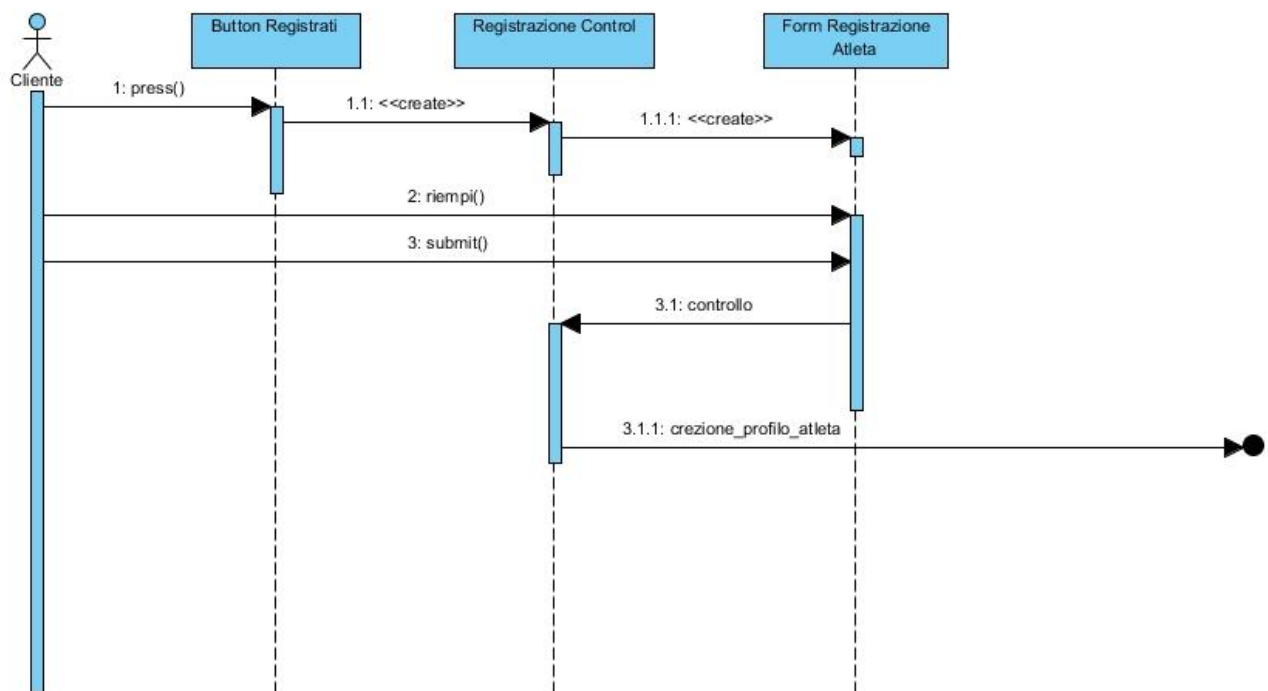 Button Registrati
Registrazione Control
Form Registrazione
Atleta
Cliente
1: press()
1.1: <<create>>
1.1.1: <<create>>
2: riempi()
3: submit()
3.1: controllo
3.1.1: crezione_profilo_atleta